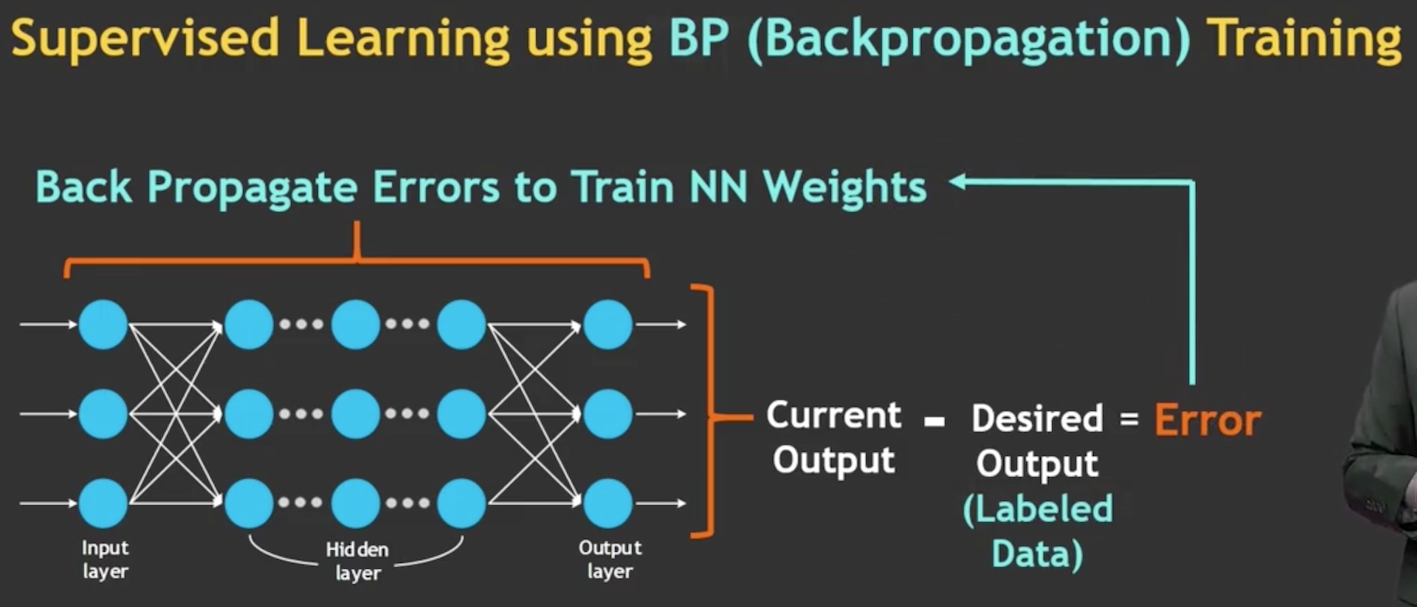 Supervised Learning using BP (Backpropagation) Training
Back Propagate Errors to Train NN Weights
Current
Output
-
Desired
Output
(Labeled
Data)
= Error
Input
layer
Hidden
layer
Output
layer